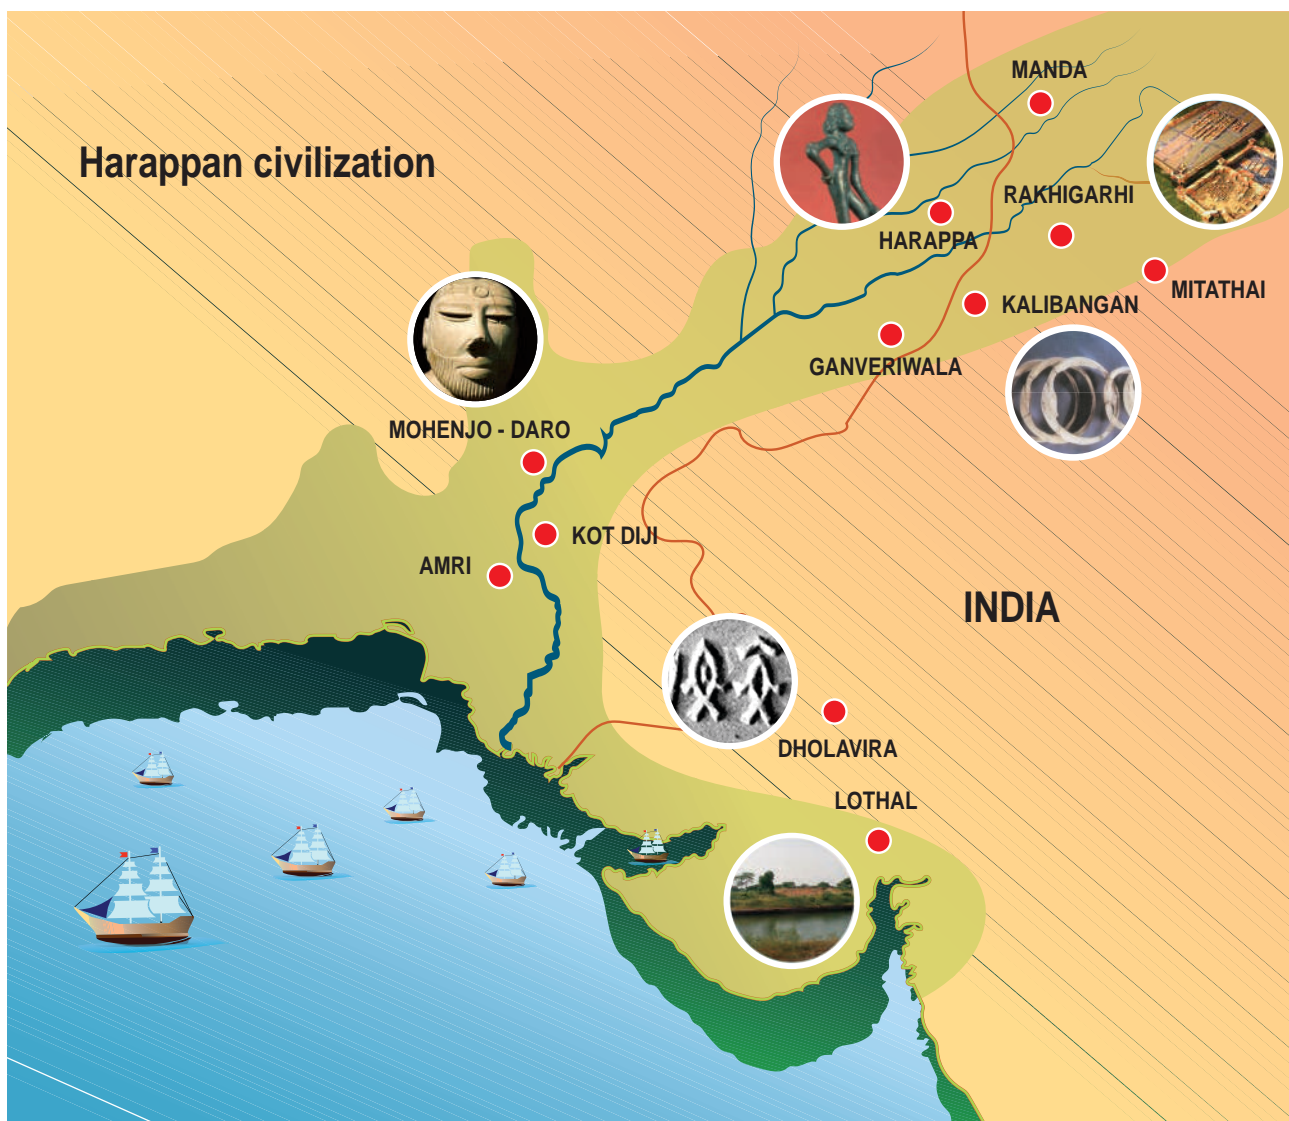 MANDA
Harappan civilization
RAKHIGARHI
HARAPPA
MITATHAI
KALIBANGAN
GANVERIWALA
MOHENJO - DARO
KOT DIJI
AMRI
INDIA
DHOLAVIRA
LOTHAL